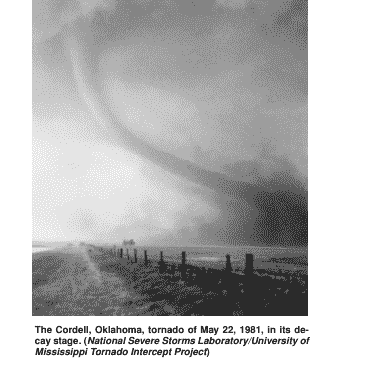 The Cordell, Oklahoma, tornado of May 22, 1981, in its de-
cay stage. (National Severe Storms Laboratory/University of
Mississippi Tornado Intercept Project)